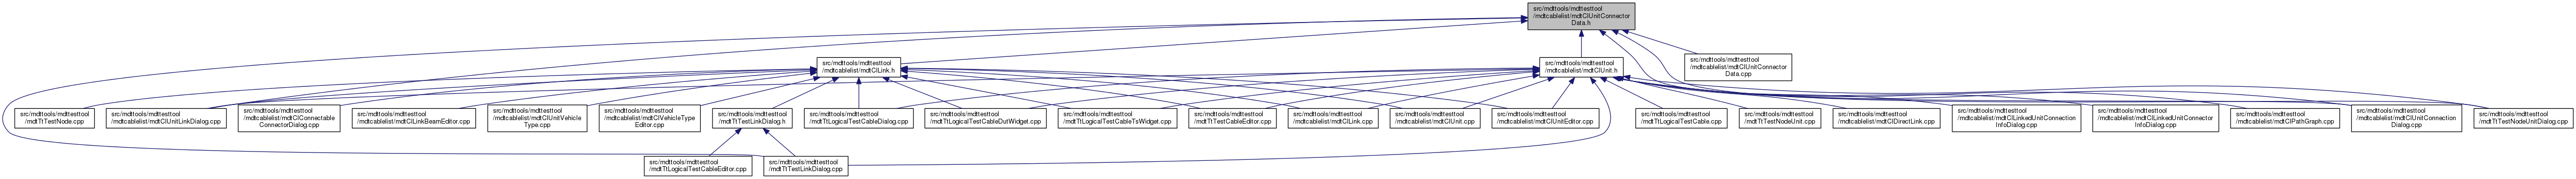 src/mdttools/mdttesttool
/mdtcablelist/mdtClUnitConnector
Data.h
src/mdttools/mdttesttool
/mdtcablelist/mdtClLink.h
src/mdttools/mdttesttool
/mdtcablelist/mdtClUnit.h
src/mdttools/mdttesttool
/mdtcablelist/mdtClUnitConnector
Data.cpp
src/mdttools/mdttesttool
/mdtTtTestNode.cpp
src/mdttools/mdttesttool
/mdtcablelist/mdtClUnitLinkDialog.cpp
src/mdttools/mdttesttool
/mdtcablelist/mdtClConnectable
ConnectorDialog.cpp
src/mdttools/mdttesttool
/mdtcablelist/mdtClLinkBeamEditor.cpp
src/mdttools/mdttesttool
/mdtcablelist/mdtClUnitVehicle
Type.cpp
src/mdttools/mdttesttool
/mdtcablelist/mdtClVehicleType
Editor.cpp
src/mdttools/mdttesttool
/mdtTtTestLinkDialog.h
src/mdttools/mdttesttool
/mdtTtLogicalTestCableDialog.cpp
src/mdttools/mdttesttool
/mdtTtLogicalTestCableDutWidget.cpp
src/mdttools/mdttesttool
/mdtTtLogicalTestCableTsWidget.cpp
src/mdttools/mdttesttool
/mdtTtTestCableEditor.cpp
src/mdttools/mdttesttool
/mdtcablelist/mdtClLink.cpp
src/mdttools/mdttesttool
/mdtcablelist/mdtClUnit.cpp
src/mdttools/mdttesttool
/mdtcablelist/mdtClUnitEditor.cpp
src/mdttools/mdttesttool
/mdtTtLogicalTestCable.cpp
src/mdttools/mdttesttool
/mdtTtTestNodeUnit.cpp
src/mdttools/mdttesttool
/mdtcablelist/mdtClDirectLink.cpp
src/mdttools/mdttesttool
/mdtcablelist/mdtClLinkedUnitConnection
InfoDialog.cpp
src/mdttools/mdttesttool
/mdtcablelist/mdtClLinkedUnitConnector
InfoDialog.cpp
src/mdttools/mdttesttool
/mdtcablelist/mdtClPathGraph.cpp
src/mdttools/mdttesttool
/mdtcablelist/mdtClUnitConnection
Dialog.cpp
src/mdttools/mdttesttool
/mdtTtTestNodeUnitDialog.cpp
src/mdttools/mdttesttool
/mdtTtLogicalTestCableEditor.cpp
src/mdttools/mdttesttool
/mdtTtTestLinkDialog.cpp